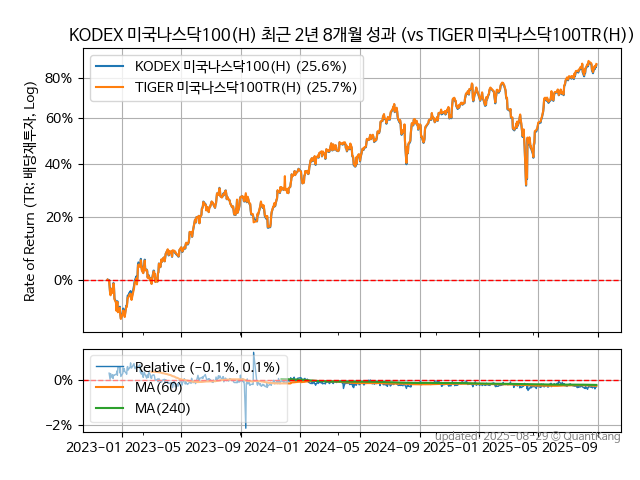 KODEX 미국나스닥100(H) 최근 2년 8개월 성과 (vs TIGER 미국나스닥100TR(H))
KODEX 미국나스닥100(H) (25.6%)
TIGER 미국나스닥100TR(H) (25.7%)
80%
60%
40%
20%
0%
Rate of Return (TR: 배당재투자, Log)
Relative (−0.1%, 0.1%)
MA(60)
MA(240)
0%
−2%
updated: 2025-08-29 © QuantKang
2023−01 2023−05 2023−09 2024−01 2024−05 2024−09 2025−01 2025−05 2025−09